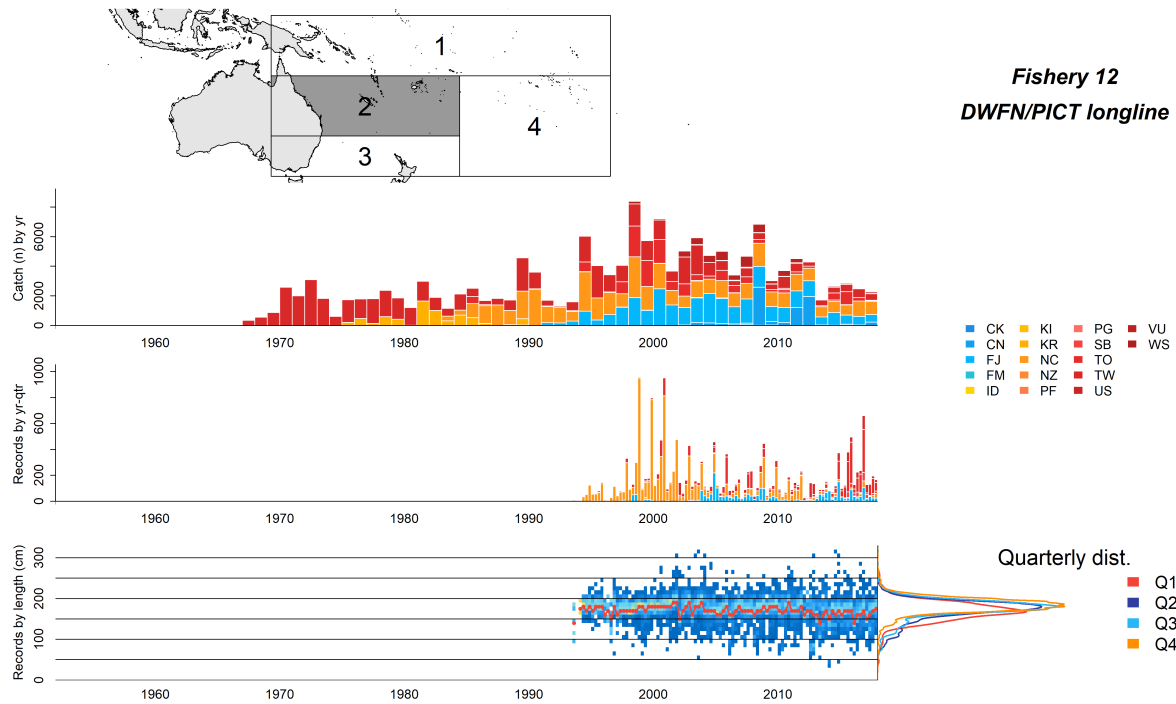 1
2
4
3
Fishery 12
DWFN/PICT longline
Catch (n) by yr
0 2000 6000
1960 1970 1980 1990 2000 2010
CK KI PG VU
CN KR SB WS
FJ NC TO
FM NZ TW
ID PF US
Records by yr-qtr
0 200 600 1000
1960 1970 1980 1990 2000 2010
Records by length (cm)
0 100 200 300
1960 1970 1980 1990 2000 2010
Quarterly dist.
Q1
Q2
Q3
Q4